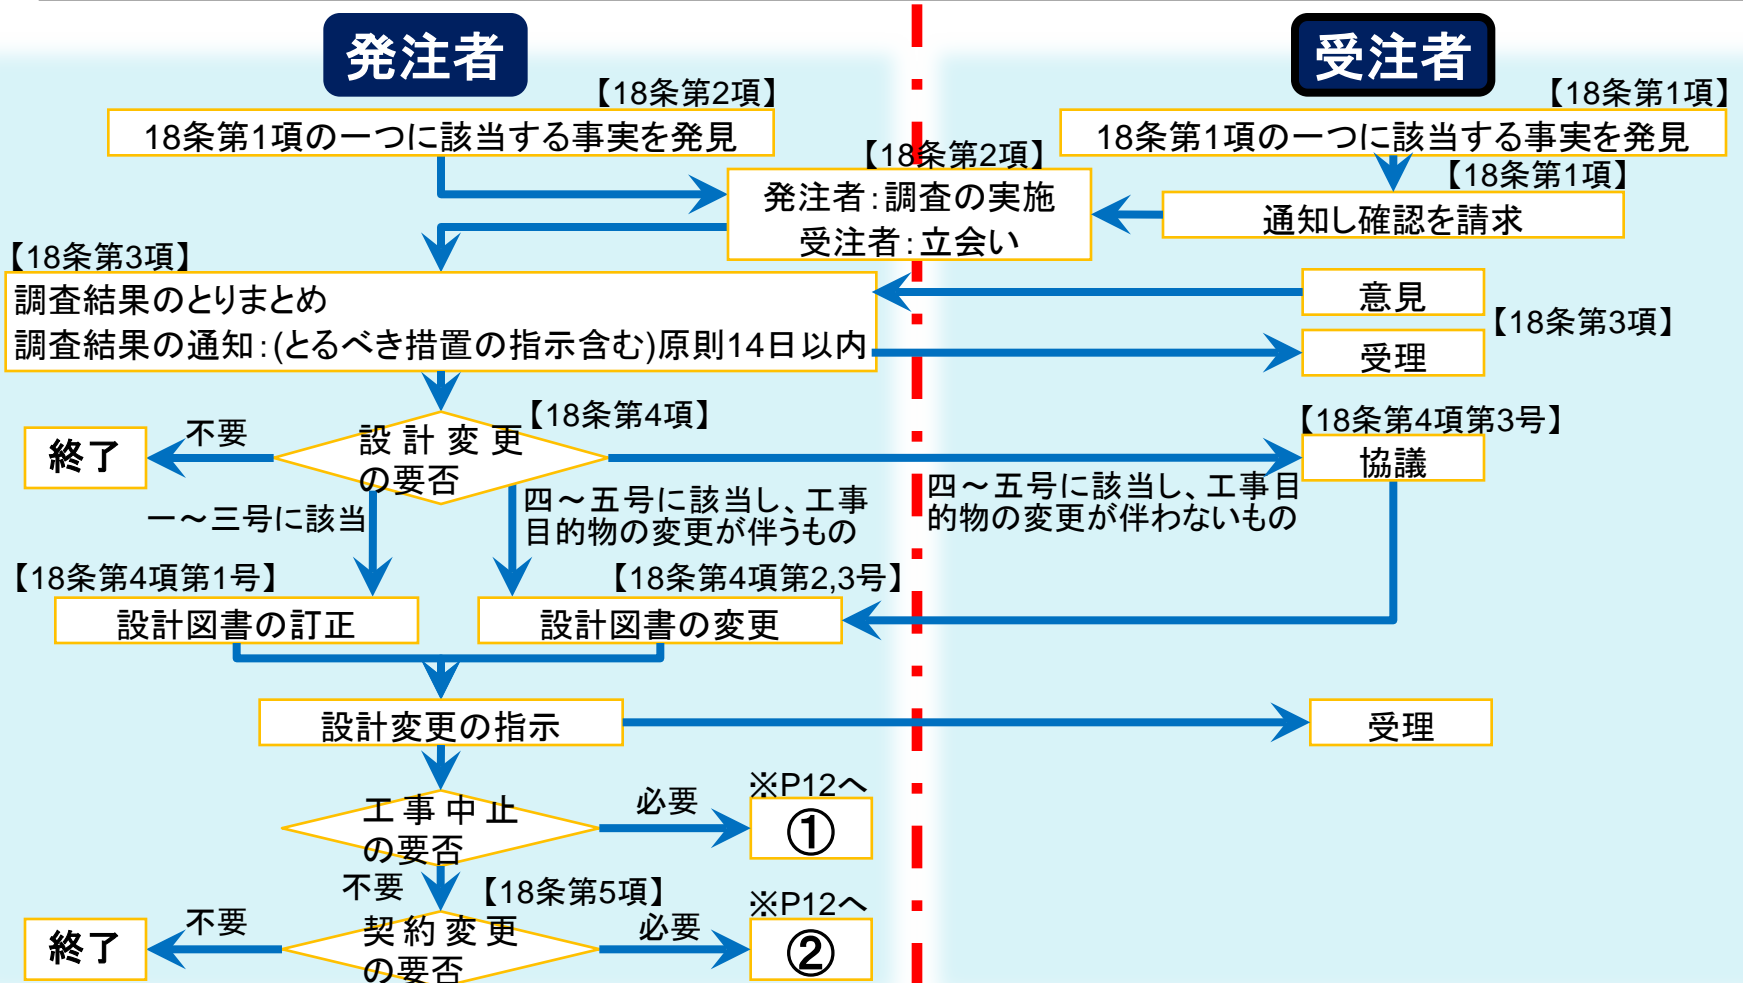 発注者
受注者
【18条第2項】
18条第1項の一つに該当する事実を発見
【18条第1項】
18条第1項の一つに該当する事実を発見
【18条第2項】
発注者：調査の実施
受注者：立会い
【18条第1項】
通知し確認を請求
【18条第3項】
調査結果のとりまとめ
調査結果の通知：(とるべき措置の指示含む)原則14日以内
意見
【18条第3項】
受理
【18条第4項】
設計変更
の要否
不要
終了
【18条第4項第3号】
協議
一～三号に該当
四～五号に該当し、工事
目的物の変更が伴うもの
四～五号に該当し、工事目
的物の変更が伴わないもの
【18条第4項第1号】
設計図書の訂正
【18条第4項第2,3号】
設計図書の変更
設計変更の指示
受理
工事中止
の要否
必要
※P12へ
①
不要
【18条第5項】
契約変更
の要否
不要
終了
必要
※P12へ
②